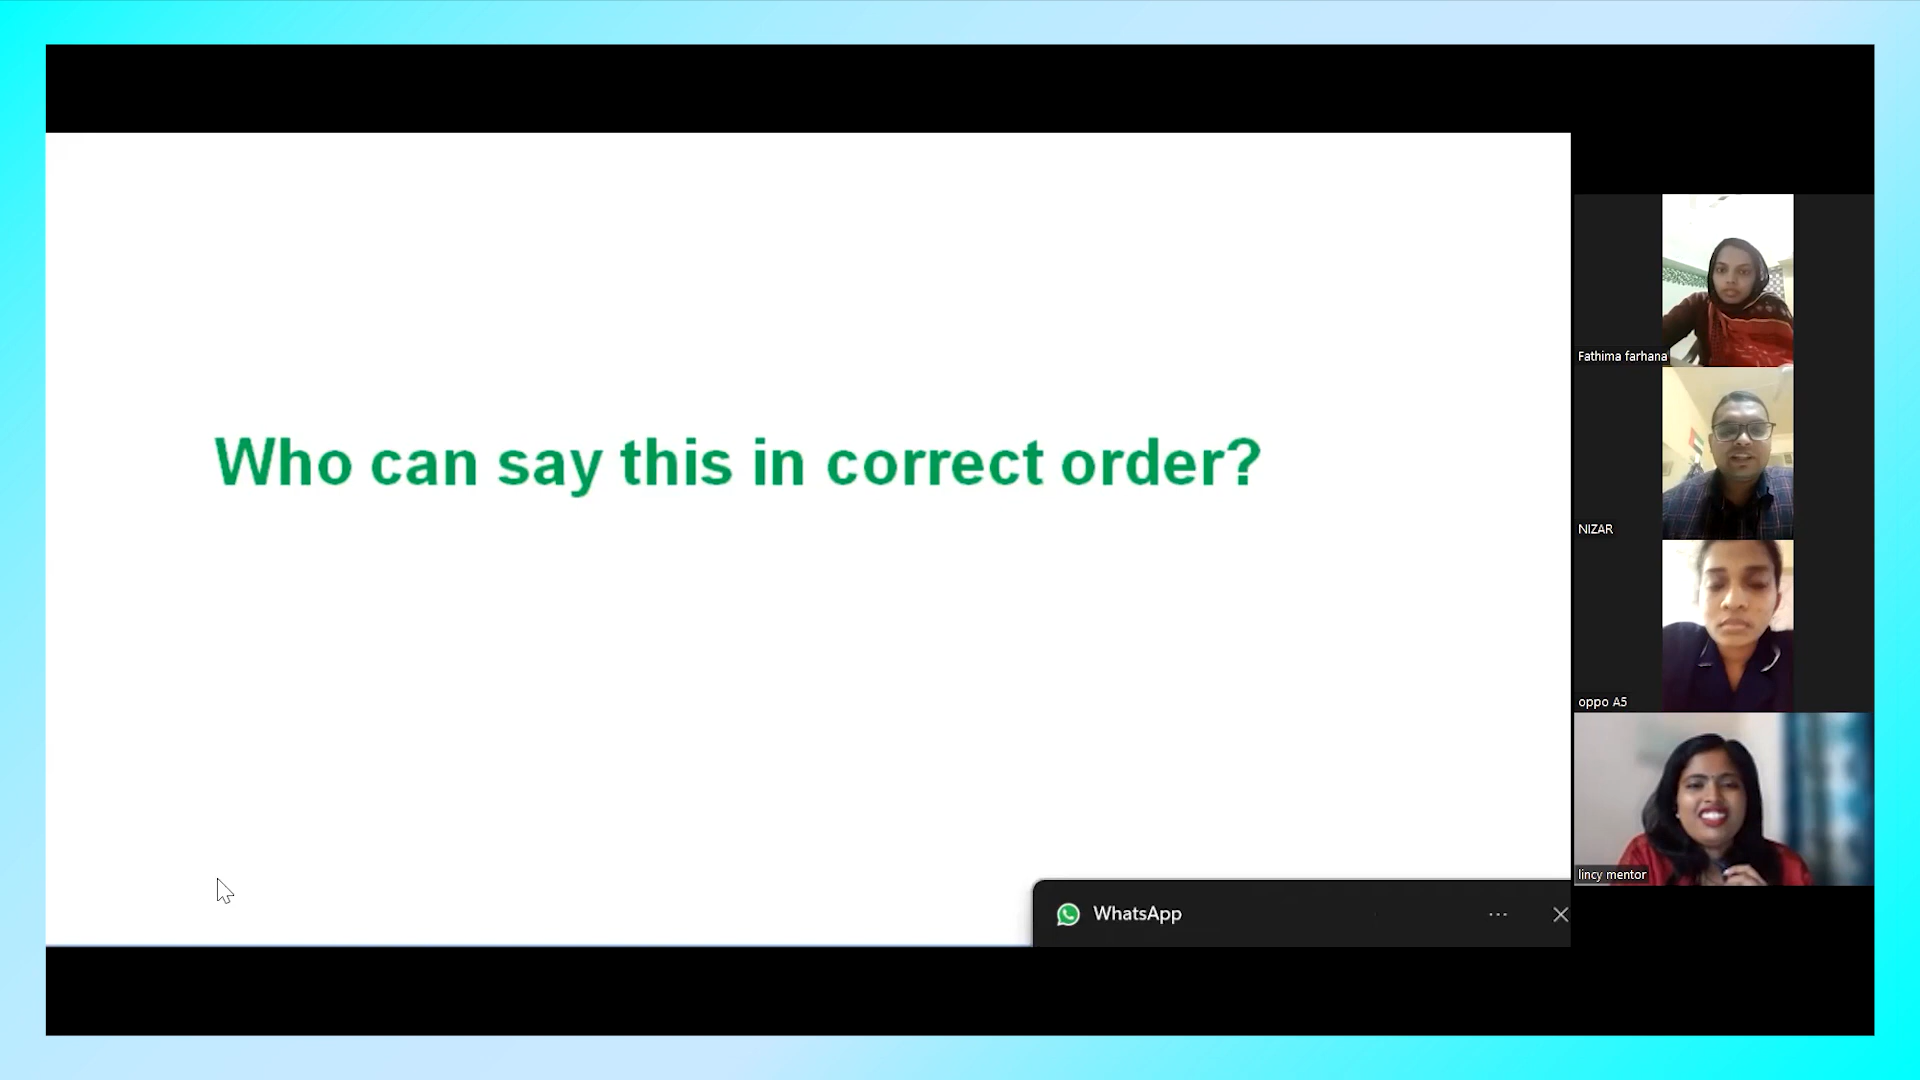 Who can say this in correct order?
Fathima farhana
NIZAR
oppo A5
lincy mentor
WhatsApp